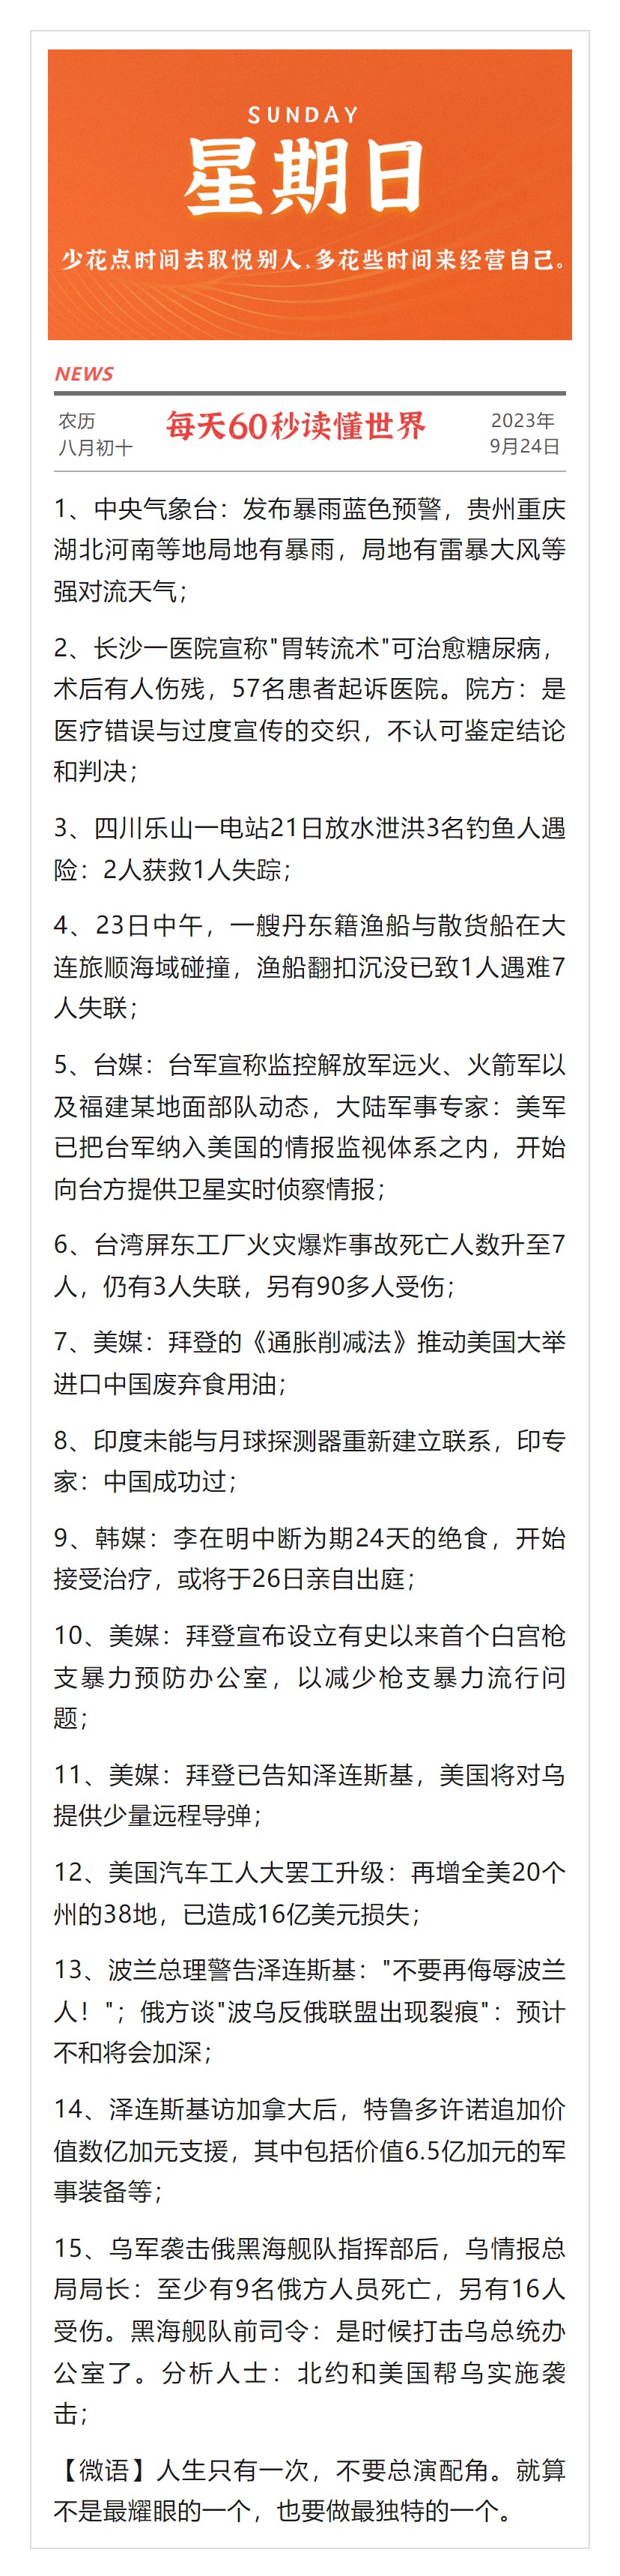 SUNDAY
星期日
少花点时间去取悦别人,多花些时间来经营自己。
NEWS
农历
八月初十
每天60秒读懂世界
2023年
9月24日
1、中央气象台：发布暴雨蓝色预警，贵州重庆
湖北河南等地局地有暴雨，局地有雷暴大风等
强对流天气；
2、长沙一医院宣称"胃转流术"可治愈糖尿病，
术后有人伤残，57名患者起诉医院。院方：是
医疗错误与过度宣传的交织，不认可鉴定结论
和判决；
3、四川乐山一电站21日放水泄洪3名钓鱼人遇
险：2人获救1人失踪；
4、23日中午，一艘丹东籍渔船与散货船在大
连旅顺海域碰撞，渔船翻扣沉没已致1人遇难7
人失联；
5、台媒：台军宣称监控解放军远火、火箭军以
及福建某地面部队动态，大陆军事专家：美军
已把台军纳入美国的情报监视体系之内，开始
向台方提供卫星实时侦察情报；
6、台湾屏东工厂火灾爆炸事故死亡人数升至7
人，仍有3人失联，另有90多人受伤；
7、美媒：拜登的《通胀削减法》推动美国大举
进口中国废弃食用油；
8、印度未能与月球探测器重新建立联系，印专
家：中国成功过；
9、韩媒：李在明中断为期24天的绝食，开始
接受治疗，或将于26日亲自出庭；
10、美媒：拜登宣布设立有史以来首个白宫枪
支暴力预防办公室，以减少枪支暴力流行问
题；
11、美媒：拜登已告知泽连斯基，美国将对乌
提供少量远程导弹；
12、美国汽车工人大罢工升级：再增全美20个
州的38地，已造成16亿美元损失；
13、波兰总理警告泽连斯基："不要再侮辱波兰
人！"；俄方谈"波乌反俄联盟出现裂痕"：预计
不和将会加深；
14、泽连斯基访加拿大后，特鲁多许诺追加价
值数亿加元支援，其中包括价值6.5亿加元的军
事装备等；
15、乌军袭击俄黑海舰队指挥部后，乌情报总
局局长：至少有9名俄方人员死亡，另有16人
受伤。黑海舰队前司令：是时候打击乌总统办
公室了。分析人士：北约和美国帮乌实施袭
击；
【微语】人生只有一次，不要总演配角。就算
不是最耀眼的一个，也要做最独特的一个。